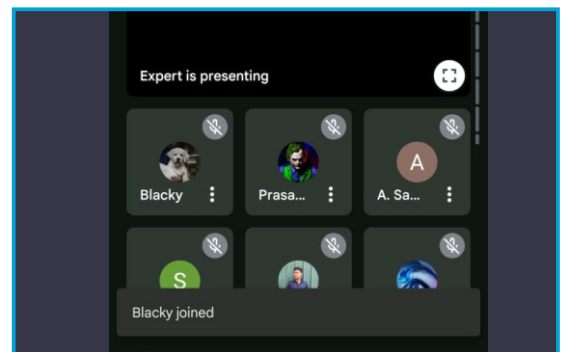 Expert is presenting
Blacky
Prasa...
A
A. Sa...
S
Blacky joined